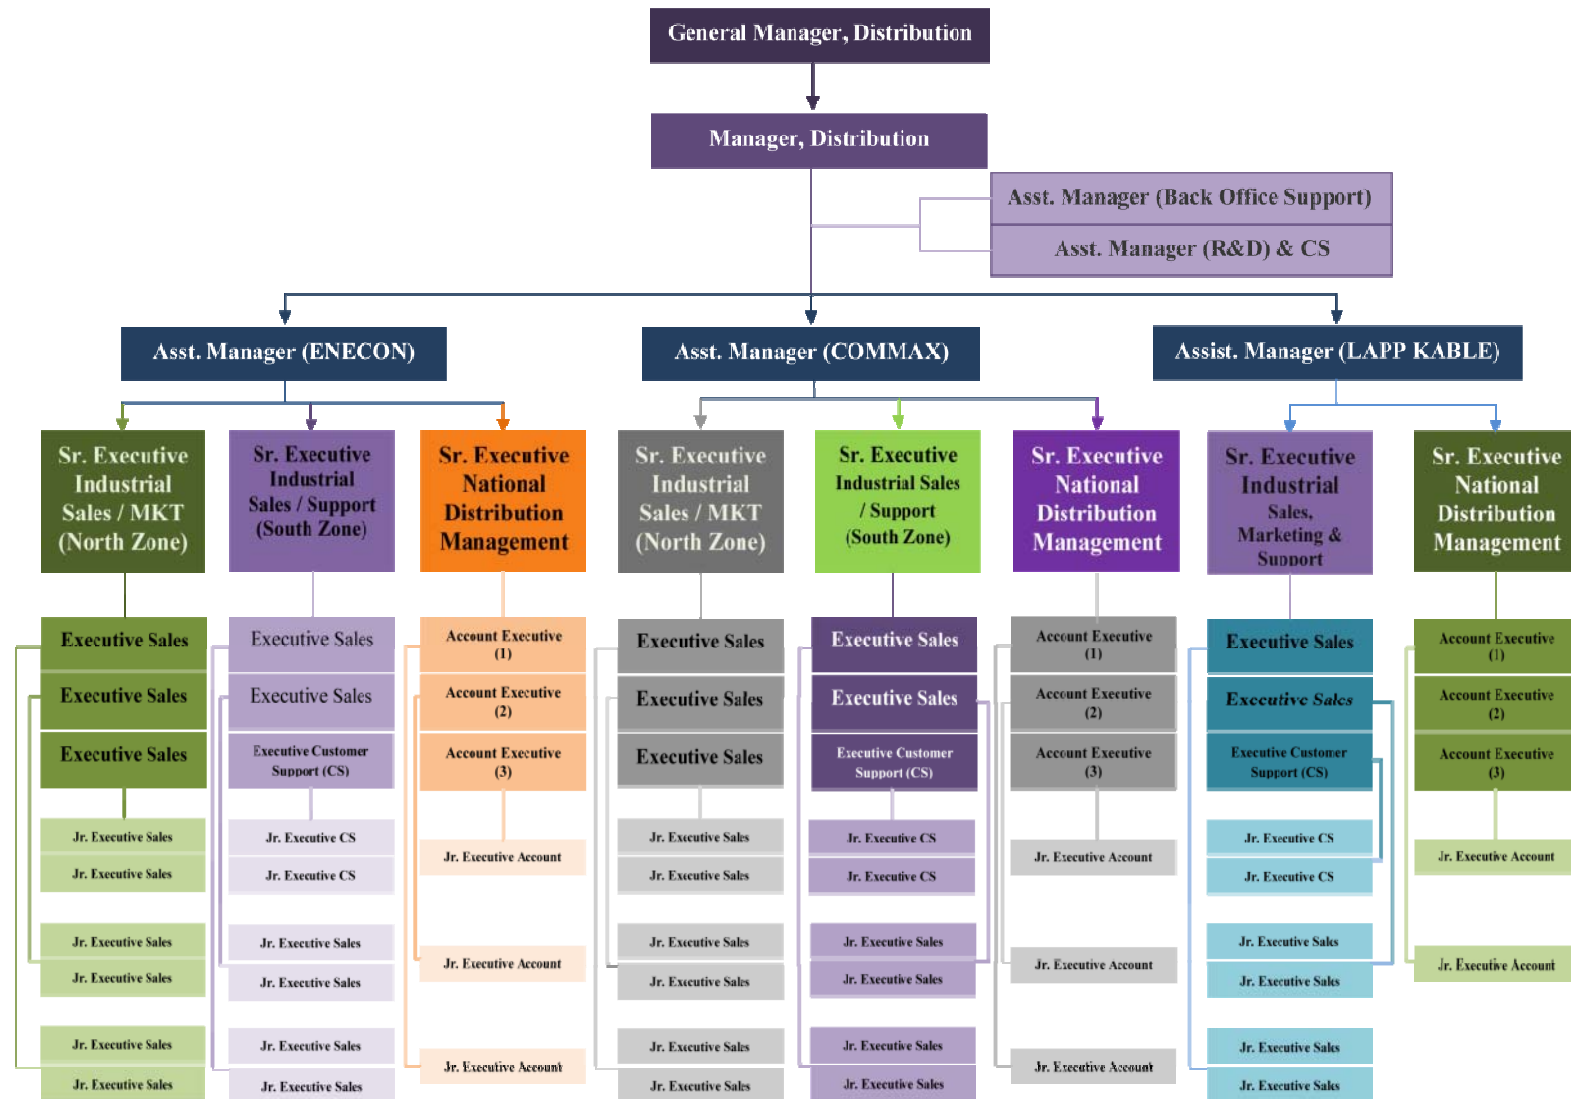 General Manager, Distribution
Manager, Distribution
Asst. Manager (Back Office Support)
Asst. Manager (R&D) & CS
Asst. Manager (ENECON)
Asst. Manager (COMMAX)
Assist. Manager (LAPP KABLE)
Sr. Executive
Industrial
Sales / MKT
(North Zone)
Executive Sales
Executive Sales
Executive Sales
Jr. Executive Sales
Jr. Executive Sales
Jr. Executive Sales
Jr. Executive Sales
Jr. Executive Sales
Jr. Executive Sales
Sr. Executive
Industrial
Sales / Support
(South Zone)
Executive Sales
Executive Sales
Executive Customer
Support (CS)
Jr. Executive CS
Jr. Executive CS
Jr. Executive Sales
Jr. Executive Sales
Jr. Executive Sales
Jr. Executive Sales
Sr. Executive
National
Distribution
Management
Account Executive
(1)
Account Executive
(2)
Account Executive
(3)
Jr. Executive Account
Jr. Executive Account
Jr. Executive Account
Sr. Executive
Industrial
Sales / MKT
(North Zone)
Executive Sales
Executive Sales
Executive Sales
Jr. Executive Sales
Jr. Executive Sales
Jr. Executive Sales
Jr. Executive Sales
Jr. Executive Sales
Jr. Executive Sales
Sr. Executive
Industrial Sales
/ Support
(South Zone)
Executive Sales
Executive Sales
Executive Customer
Support (CS)
Jr. Executive CS
Jr. Executive CS
Jr. Executive Sales
Jr. Executive Sales
Jr. Executive Sales
Jr. Executive Sales
Sr. Executive
National
Distribution
Management
Account Executive
(1)
Account Executive
(2)
Account Executive
(3)
Jr. Executive Account
Jr. Executive Account
Jr. Executive Account
Sr. Executive
Industrial
Sales,
Marketing &
Support
Executive Sales
Executive Sales
Executive Customer
Support (CS)
Jr. Executive CS
Jr. Executive CS
Jr. Executive Sales
Jr. Executive Sales
Jr. Executive Sales
Jr. Executive Sales
Sr. Executive
National
Distribution
Management
Account Executive
(1)
Account Executive
(2)
Account Executive
(3)
Jr. Executive Account
Jr. Executive Account